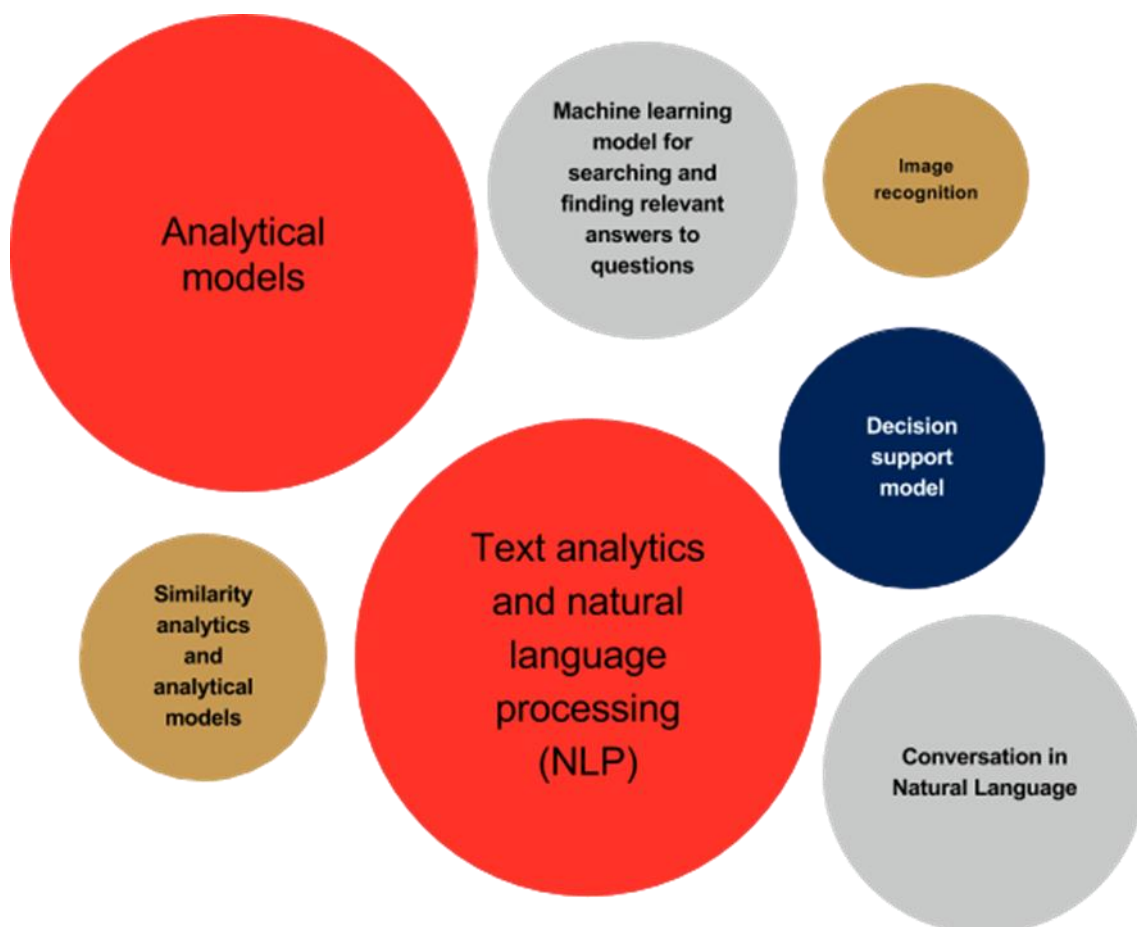 Analytical
models
Machine learning
model for
searching and
finding relevant
answers to
questions
Image
recognition
Decision
support
model
Text analytics
and natural
language
processing
(NLP)
Similarity
analytics
and
analytical
models
Conversation in
Natural Language